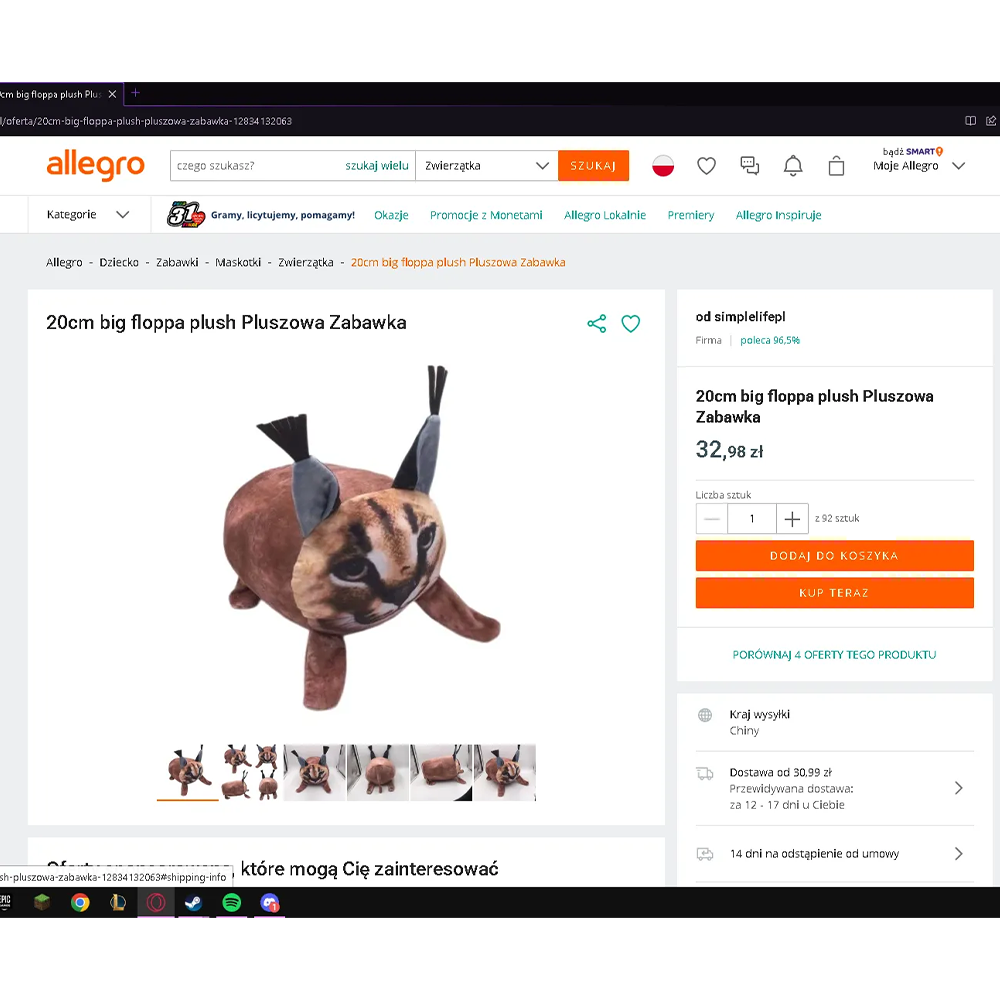 cm big floppa plush Plu
l/oferta/20cm-big-floppa-plush-pluszowa-zabawka-12834132063
allegro
czego szukasz?
szukaj wielu
Zwierzątka
SZUKAJ
bądź SMART!
Moje Allegro
Kategorie
31
Gramy, licytujemy, pomagamy!
Okazje
Promocje z Monetami
Allegro Lokalnie
Premiery
Allegro Inspiruje
Allegro - Dziecko - Zabawki - Maskotki - Zwierzątka - 20cm big floppa plush Pluszowa Zabawka
20cm big floppa plush Pluszowa Zabawka
od simplelifepl
Firma | poleca 96,5%
20cm big floppa plush Pluszowa
Zabawka
32,98 zł
Liczba sztuk
1
z 92 sztuk
DODAJ DO KOSZYKA
KUP TERAZ
PORÓWNAJ 4 OFERTY TEGO PRODUKTU
Kraj wysyłki
Chiny
Dostawa od 30,99 zł
Przewidywana dostawa:
za 12 - 17 dni u Ciebie
14 dni na odstąpienie od umowy
które mogą Cię zainteresować
sh-pluszowa-zabawka-12834132063#shipping-info
EPIC
1